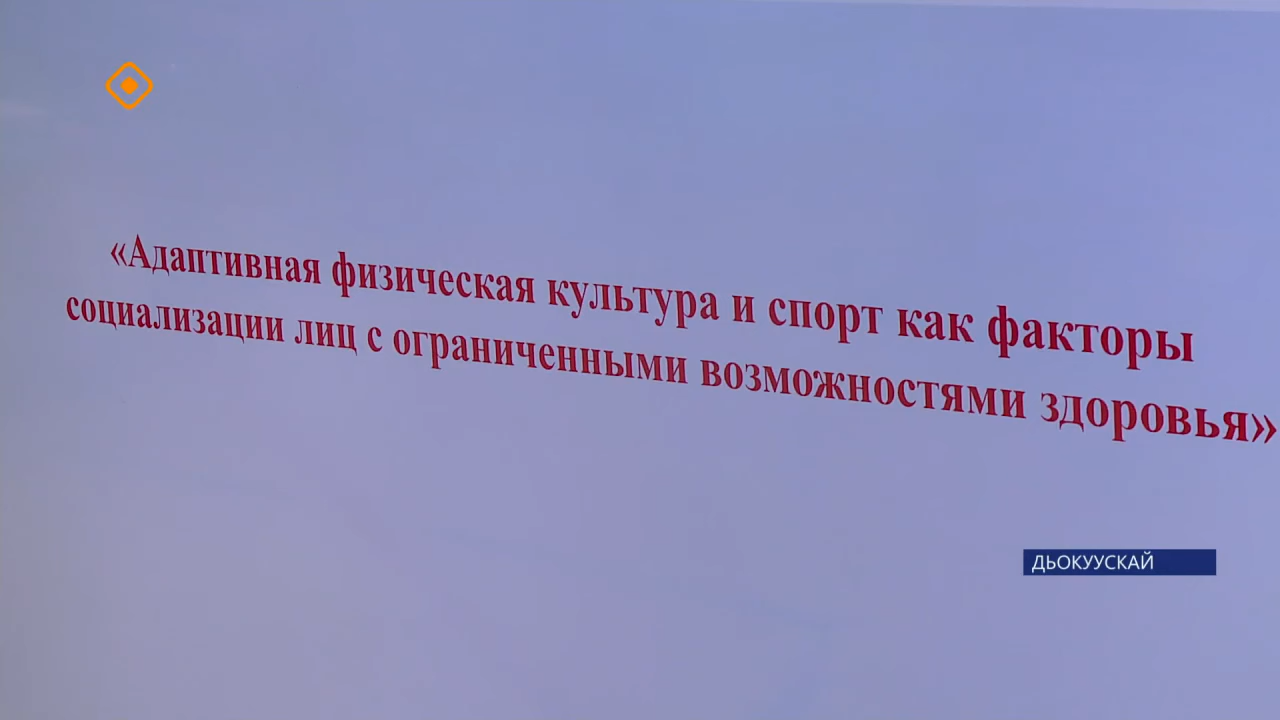 «Адаптивная физическая культура и спорт как факторы
социализации лиц с ограниченными возможностями здоровья»
ДЬОКУУСКАЙ